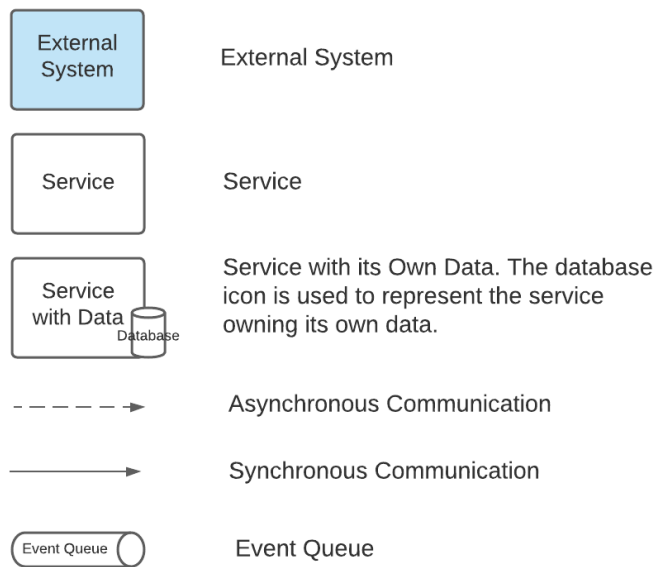 External
System
External System
Service
Service
Service
with Data
Database
Service with its Own Data. The database
icon is used to represent the service
owning its own data.
Asynchronous Communication
Synchronous Communication
Event Queue
Event Queue